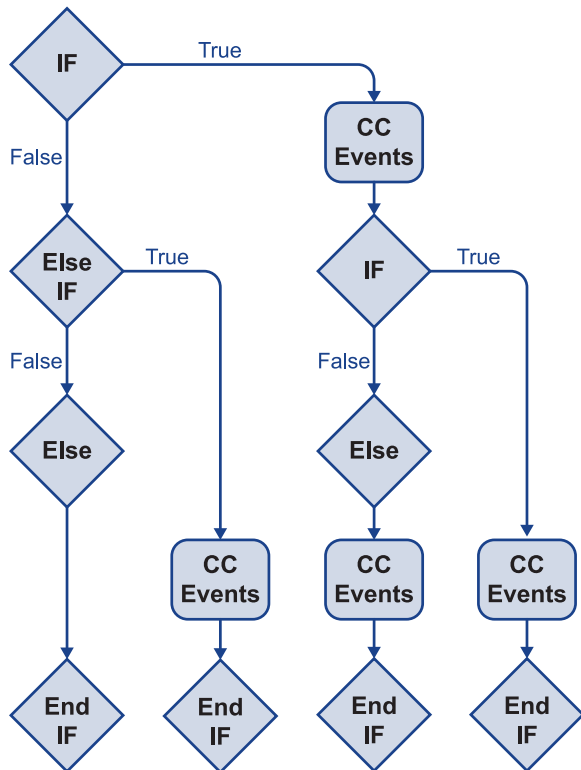 IF
True
CC
Events
False
Else
IF
True
IF
True
False
False
Else
Else
CC
Events
CC
Events
CC
Events
End
IF
End
IF
End
IF
End
IF